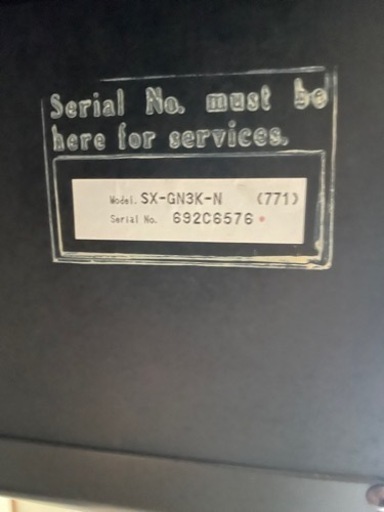 Serial No. must be
here for services.
Model. SX-GN3K-N (771)
Serial No. 692C6576